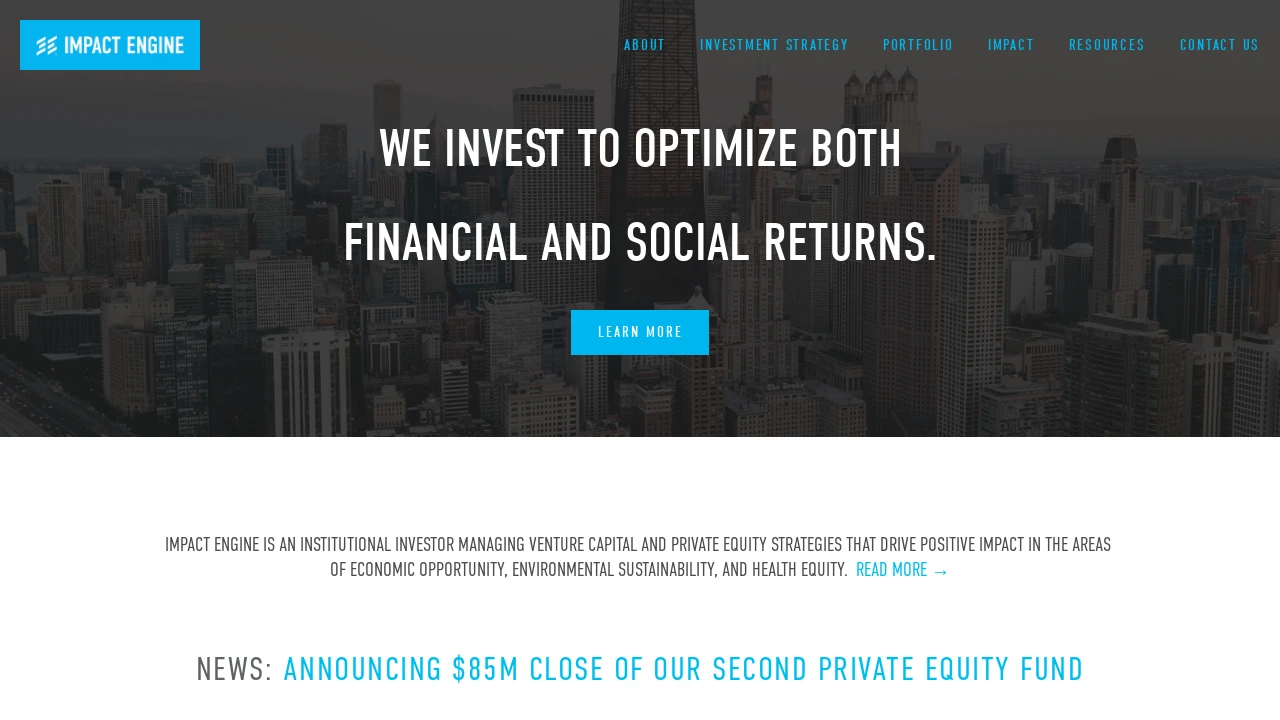 IMPACT ENGINE
ABOUT
INVESTMENT STRATEGY
PORTFOLIO
IMPACT
RESOURCES
CONTACT US
WE INVEST TO OPTIMIZE BOTH
FINANCIAL AND SOCIAL RETURNS.
LEARN MORE
IMPACT ENGINE IS AN INSTITUTIONAL INVESTOR MANAGING VENTURE CAPITAL AND PRIVATE EQUITY STRATEGIES THAT DRIVE POSITIVE IMPACT IN THE AREAS
OF ECONOMIC OPPORTUNITY, ENVIRONMENTAL SUSTAINABILITY, AND HEALTH EQUITY. READ MORE →
NEWS: ANNOUNCING $85M CLOSE OF OUR SECOND PRIVATE EQUITY FUND